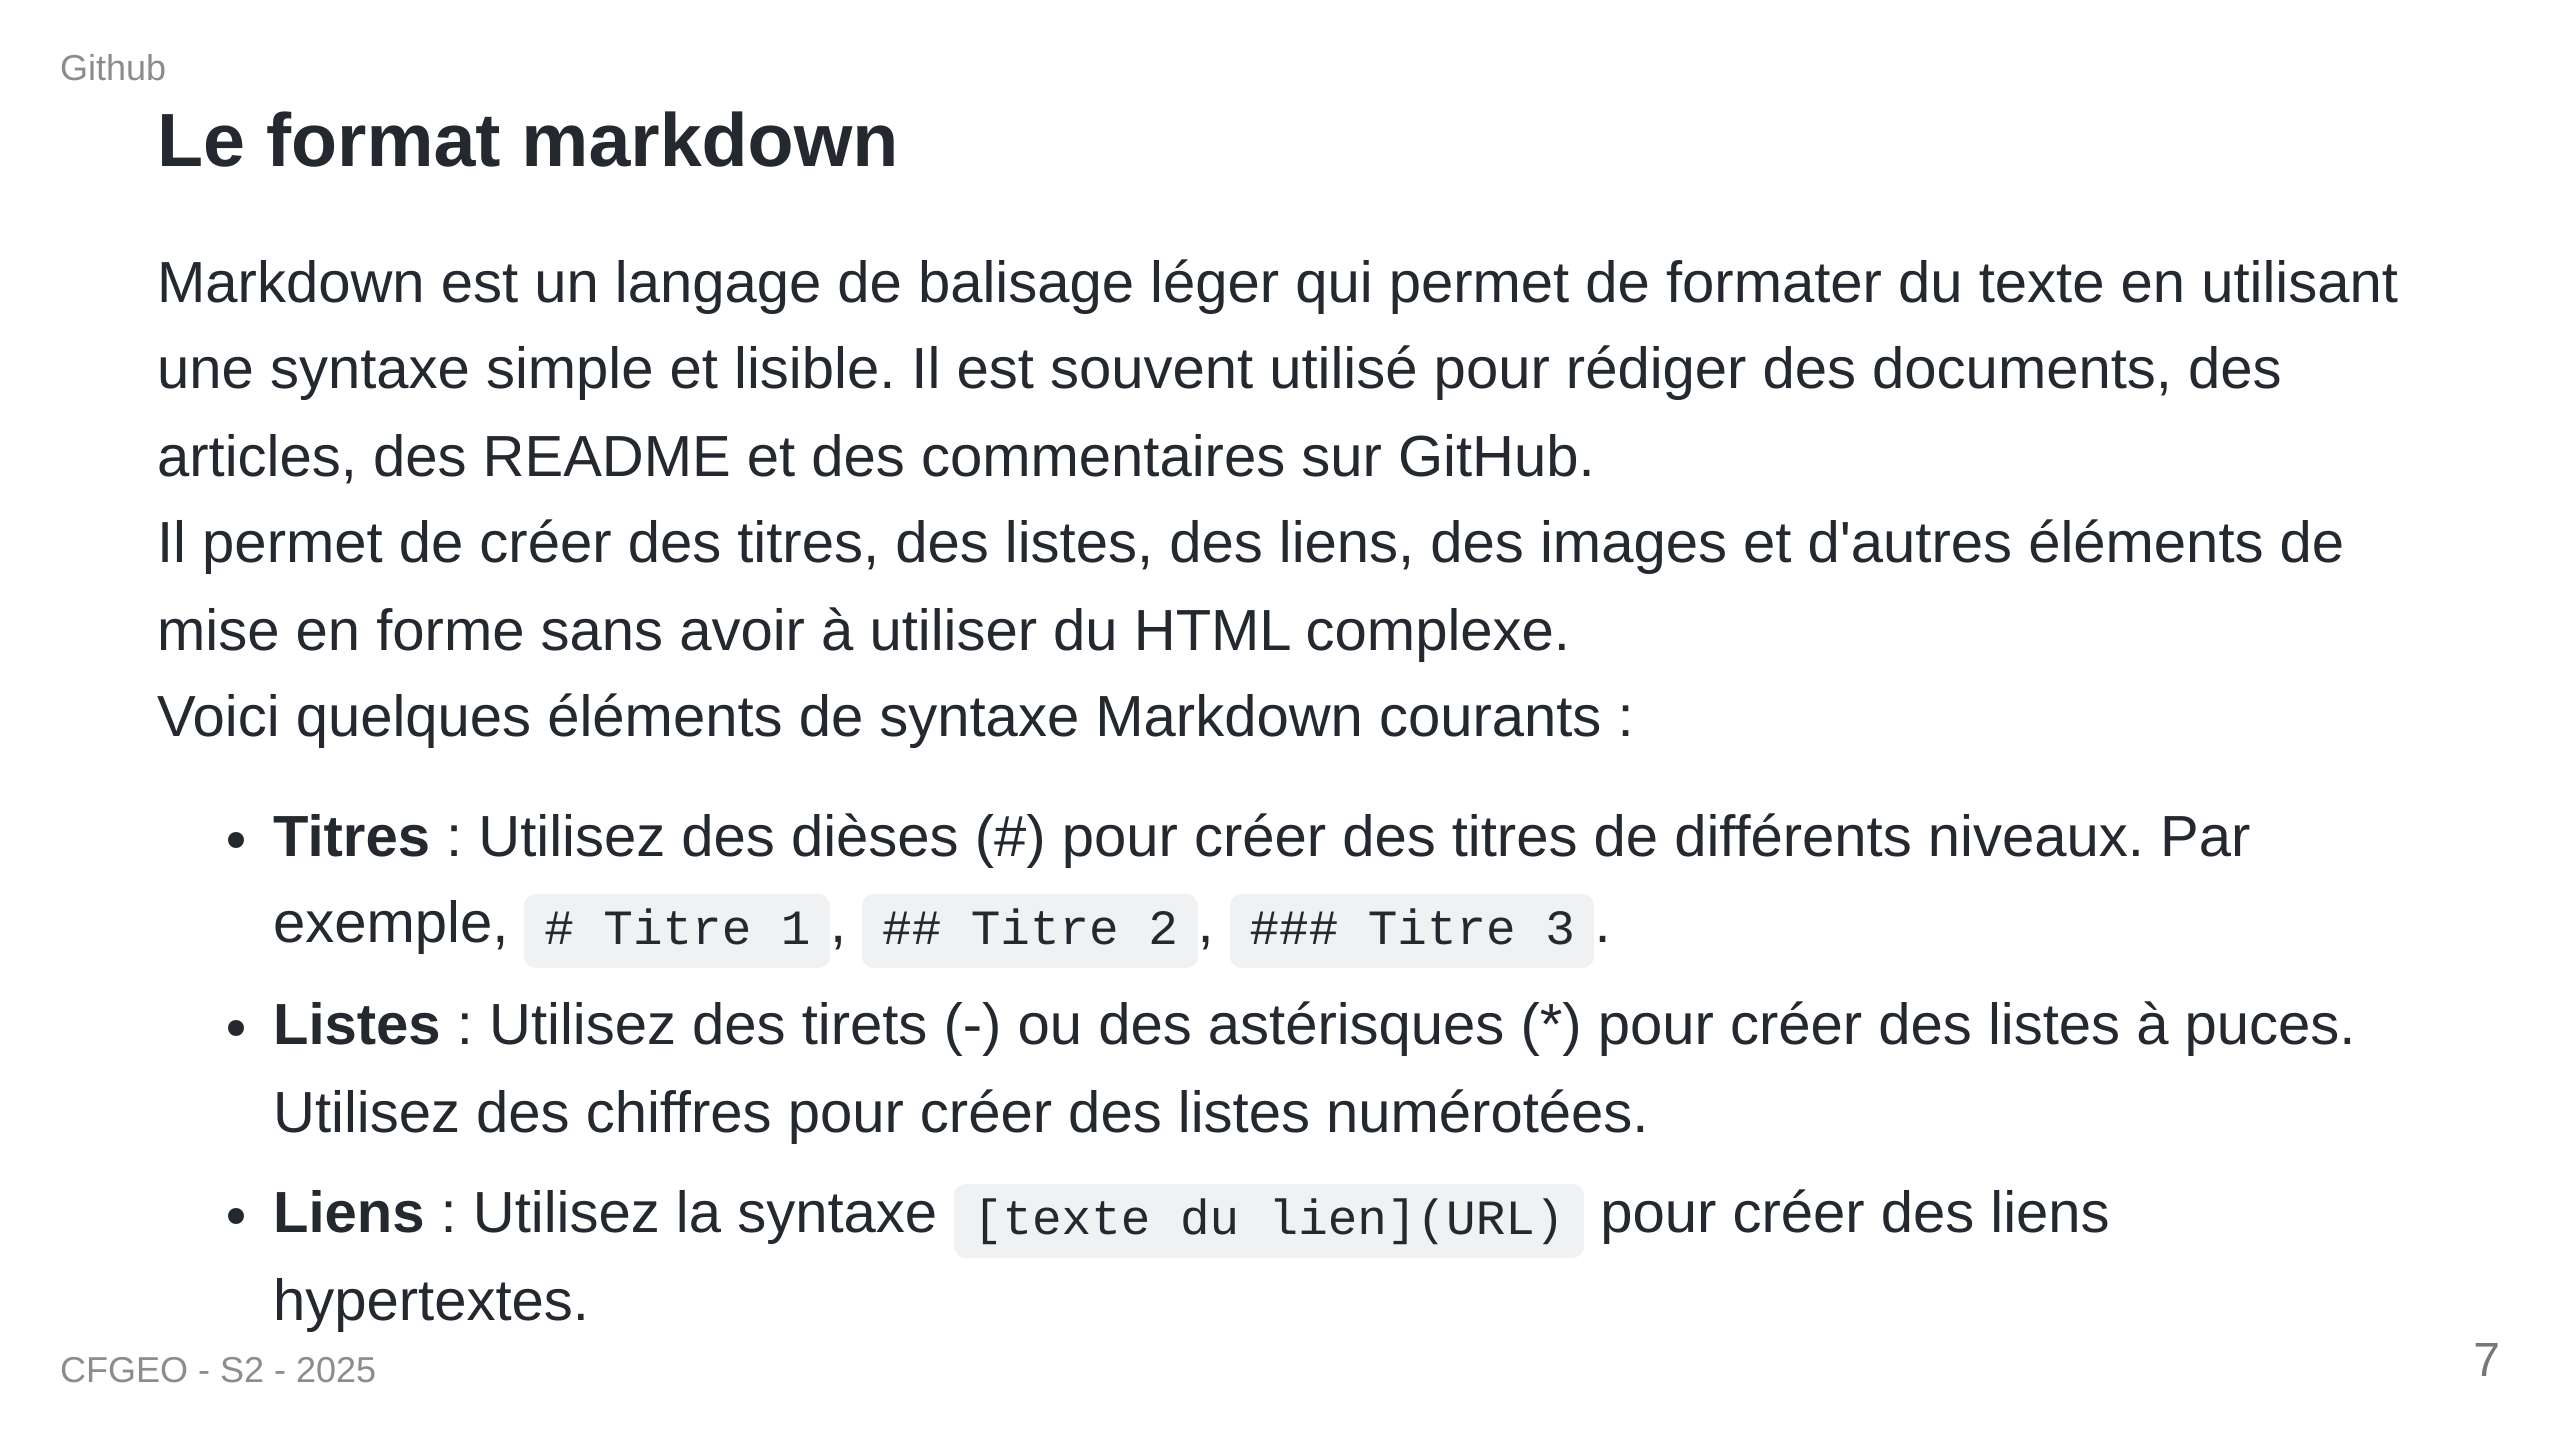 Github
Le format markdown
Markdown est un langage de balisage léger qui permet de formater du texte en utilisant
une syntaxe simple et lisible. Il est souvent utilisé pour rédiger des documents, des
articles, des README et des commentaires sur GitHub.
Il permet de créer des titres, des listes, des liens, des images et d'autres éléments de
mise en forme sans avoir à utiliser du HTML complexe.
Voici quelques éléments de syntaxe Markdown courants :
• Titres : Utilisez des dièses (#) pour créer des titres de différents niveaux. Par
exemple, # Titre 1, ## Titre 2, ### Titre 3.
• Listes : Utilisez des tirets (-) ou des astérisques (*) pour créer des listes à puces.
Utilisez des chiffres pour créer des listes numérotées.
• Liens : Utilisez la syntaxe [texte du lien](URL) pour créer des liens
hypertextes.
CFGEO - S2 - 2025
7